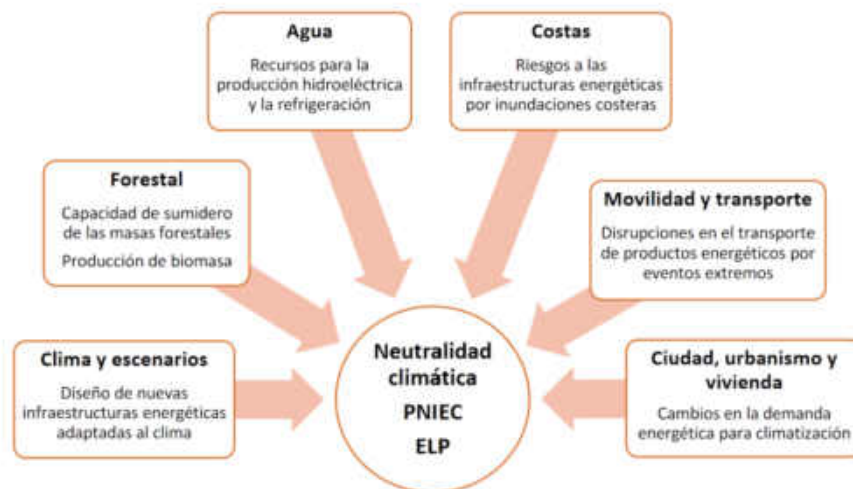 Agua
Recursos para la
producción hidroeléctrica
y la refrigeración
Costas
Riesgos a las
infraestructuras energéticas
por inundaciones costeras
Forestal
Capacidad de sumidero
de las masas forestales
Producción de biomasa
Movilidad y transporte
Disrupciones en el transporte
de productos energéticos por
eventos extremos
Clima y escenarios
Diseño de nuevas
infraestructuras energéticas
adaptadas al clima
Neutralidad
climática
PNIEC
ELP
Ciudad, urbanismo y
vivienda
Cambios en la demanda
energética para climatización